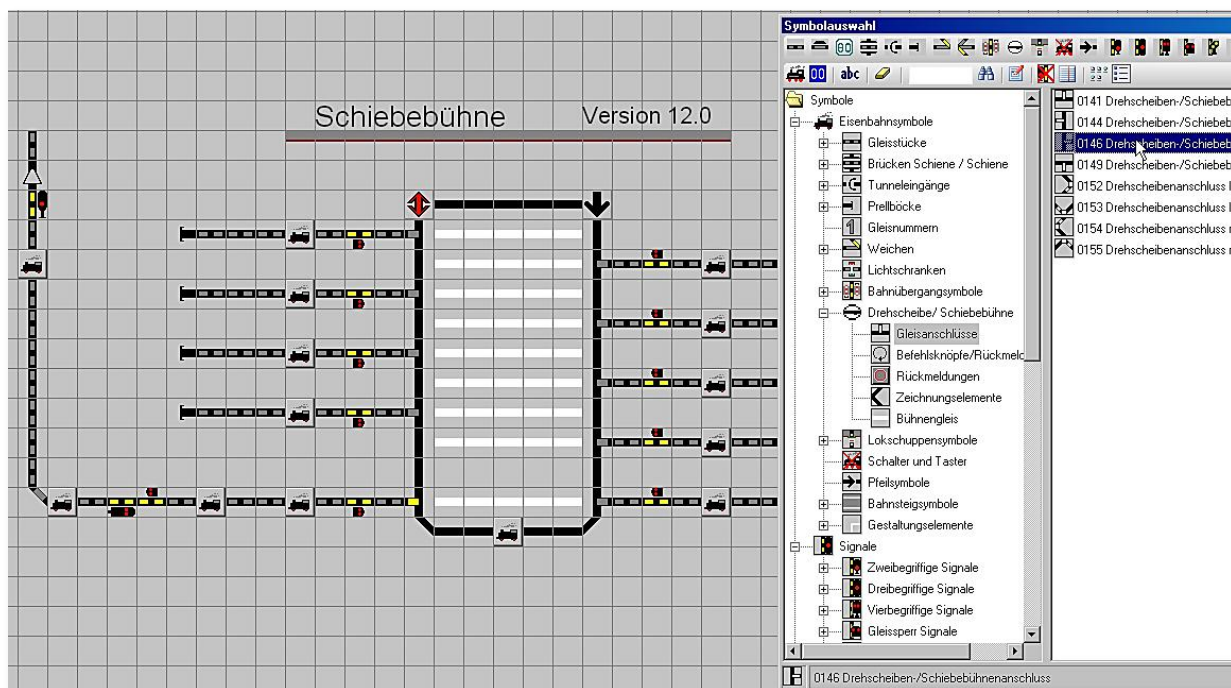 Schiebebühne Version 12.0
Symbolauswahl
abc
Symbole
Eisenbahnsymbole
Gleisstücke
Brücken Schiene / Schiene
Tunneleingänge
Prellböcke
Gleisnummern
Weichen
Lichtschranken
Bahnübergangsymbole
Drehscheibe/ Schiebebühne
Gleisanschlüsse
Befehlsknöpfe/Rückmeld
Rückmeldungen
Zeichnungselemente
Bühnengleis
Lokschuppensymbole
Schalter und Taster
Pfeilsymbole
Bahnsteigsymbole
Gestaltungselemente
Signale
Zweibegriffige Signale
Dreibegriffige Signale
Vierbegriffige Signale
Gleissperr Signale
0141 Drehscheiben-/Schiebeb
0144 Drehscheiben-/Schiebeb
0146 Drehscheiben-/Schiebeb
0149 Drehscheiben-/Schiebeb
0152 Drehscheibenanschluss l
0153 Drehscheibenanschluss l
0154 Drehscheibenanschluss r
0155 Drehscheibenanschluss r
0146 Drehscheiben-/Schiebebühnenanschluss